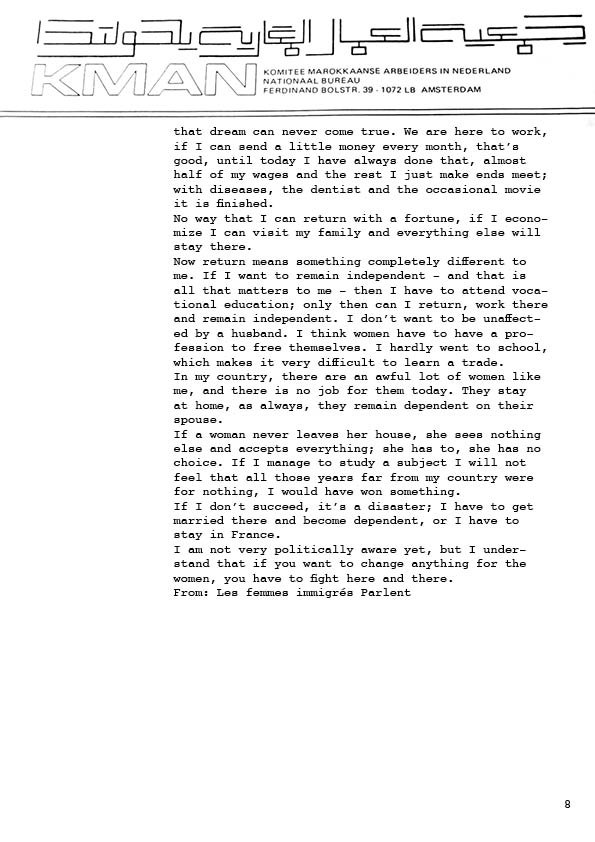 جمعية العمال المغاربة بهولندا
KMAN
KOMITEE MAROKKAANSE ARBEIDERS IN NEDERLAND
NATIONAAL BUREAU
FERDINAND BOLSTR. 39 - 1072 LB AMSTERDAM
that dream can never come true. We are here to work,
if I can send a little money every month, that's
good, until today I have always done that, almost
half of my wages and the rest I just make ends meet;
with diseases, the dentist and the occasional movie
it is finished.
No way that I can return with a fortune, if I econo-
mize I can visit my family and everything else will
stay there.
Now return means something completely different to
me. If I want to remain independent – and that is
all that matters to me – then I have to attend voca-
tional education; only then can I return, work there
and remain independent. I don't want to be unaffect-
ed by a husband. I think women have to have a pro-
fession to free themselves. I hardly went to school,
which makes it very difficult to learn a trade.
In my country, there are an awful lot of women like
me, and there is no job for them today. They stay
at home, as always, they remain dependent on their
spouse.
If a woman never leaves her house, she sees nothing
else and accepts everything; she has to, she has no
choice. If I manage to study a subject I will not
feel that all those years far from my country were
for nothing, I would have won something.
If I don't succeed, it's a disaster; I have to get
married there and become dependent, or I have to
stay in France.
I am not very politically aware yet, but I under-
stand that if you want to change anything for the
women, you have to fight here and there.
From: Les femmes immigrés Parlent
8